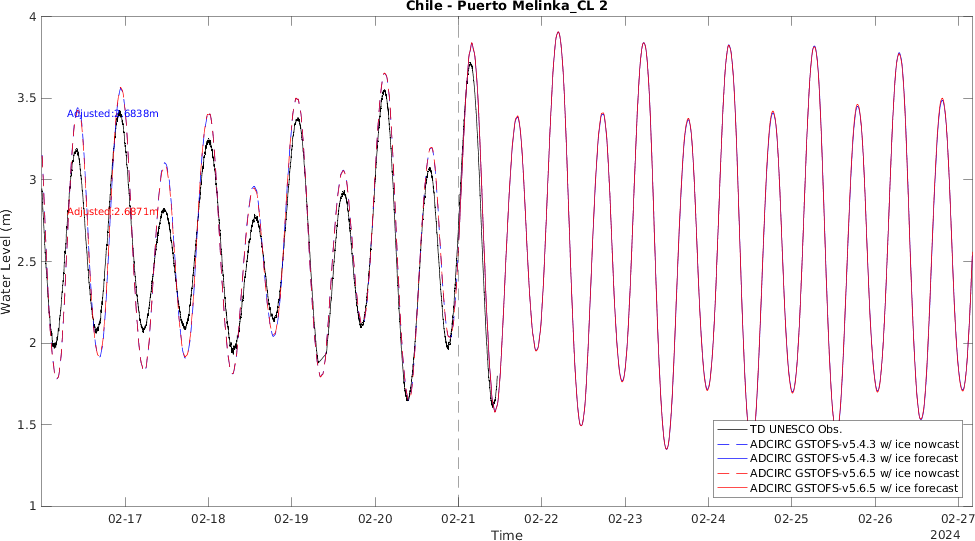 Chile - Puerto Melinka_CL 2
4
3.5
3
2.5
2
1.5
1
Water Level (m)
Adjusted:2.6838m
Adjusted:2.6871m
TD UNESCO Obs.
ADCIRC GSTOFS-v5.4.3 w/ ice nowcast
ADCIRC GSTOFS-v5.4.3 w/ ice forecast
ADCIRC GSTOFS-v5.6.5 w/ ice nowcast
ADCIRC GSTOFS-v5.6.5 w/ ice forecast
02-17 02-18 02-19 02-20 02-21 02-22 02-23 02-24 02-25 02-26 02-27
2024
Time